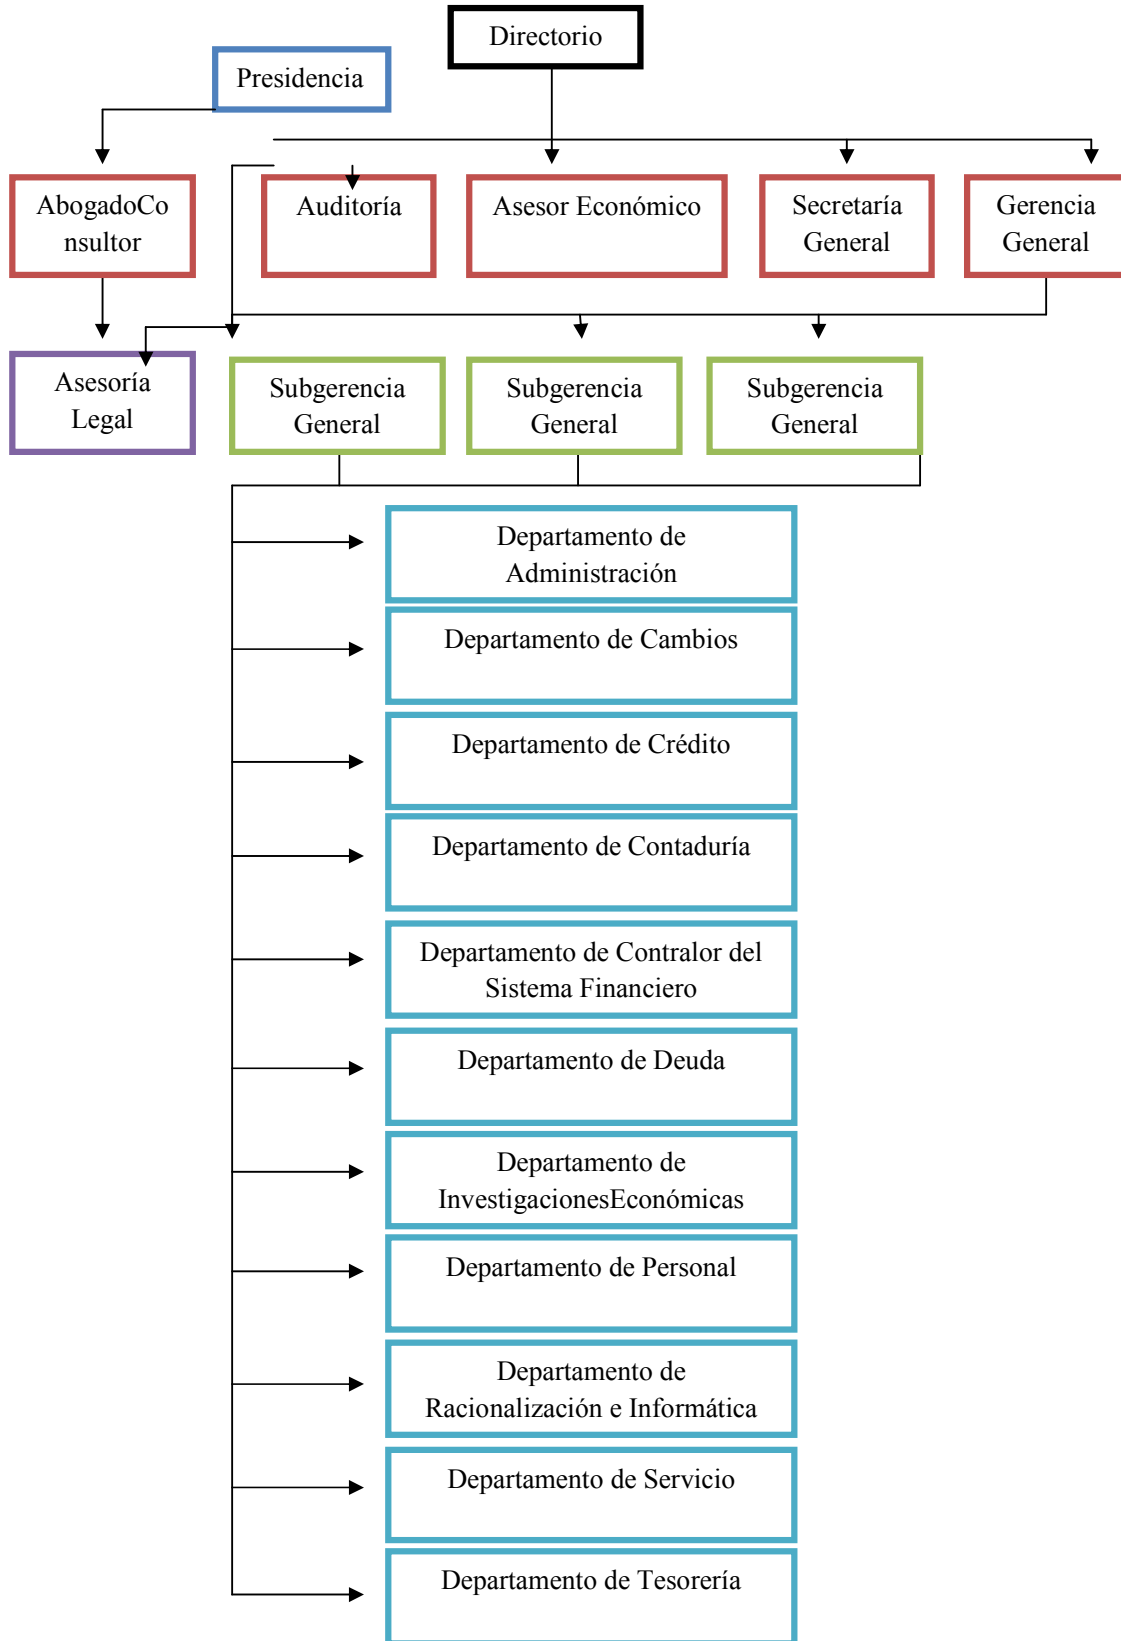 Directorio
Presidencia
AbogadoCo
nsultor
Auditoría
Asesor Económico
Secretaría
General
Gerencia
General
Asesoría
Legal
Subgerencia
General
Subgerencia
General
Subgerencia
General
Departamento de
Administración
Departamento de Cambios
Departamento de Crédito
Departamento de Contaduría
Departamento de Contralor del
Sistema Financiero
Departamento de Deuda
Departamento de
InvestigacionesEconómicas
Departamento de Personal
Departamento de
Racionalización e Informática
Departamento de Servicio
Departamento de Tesorería